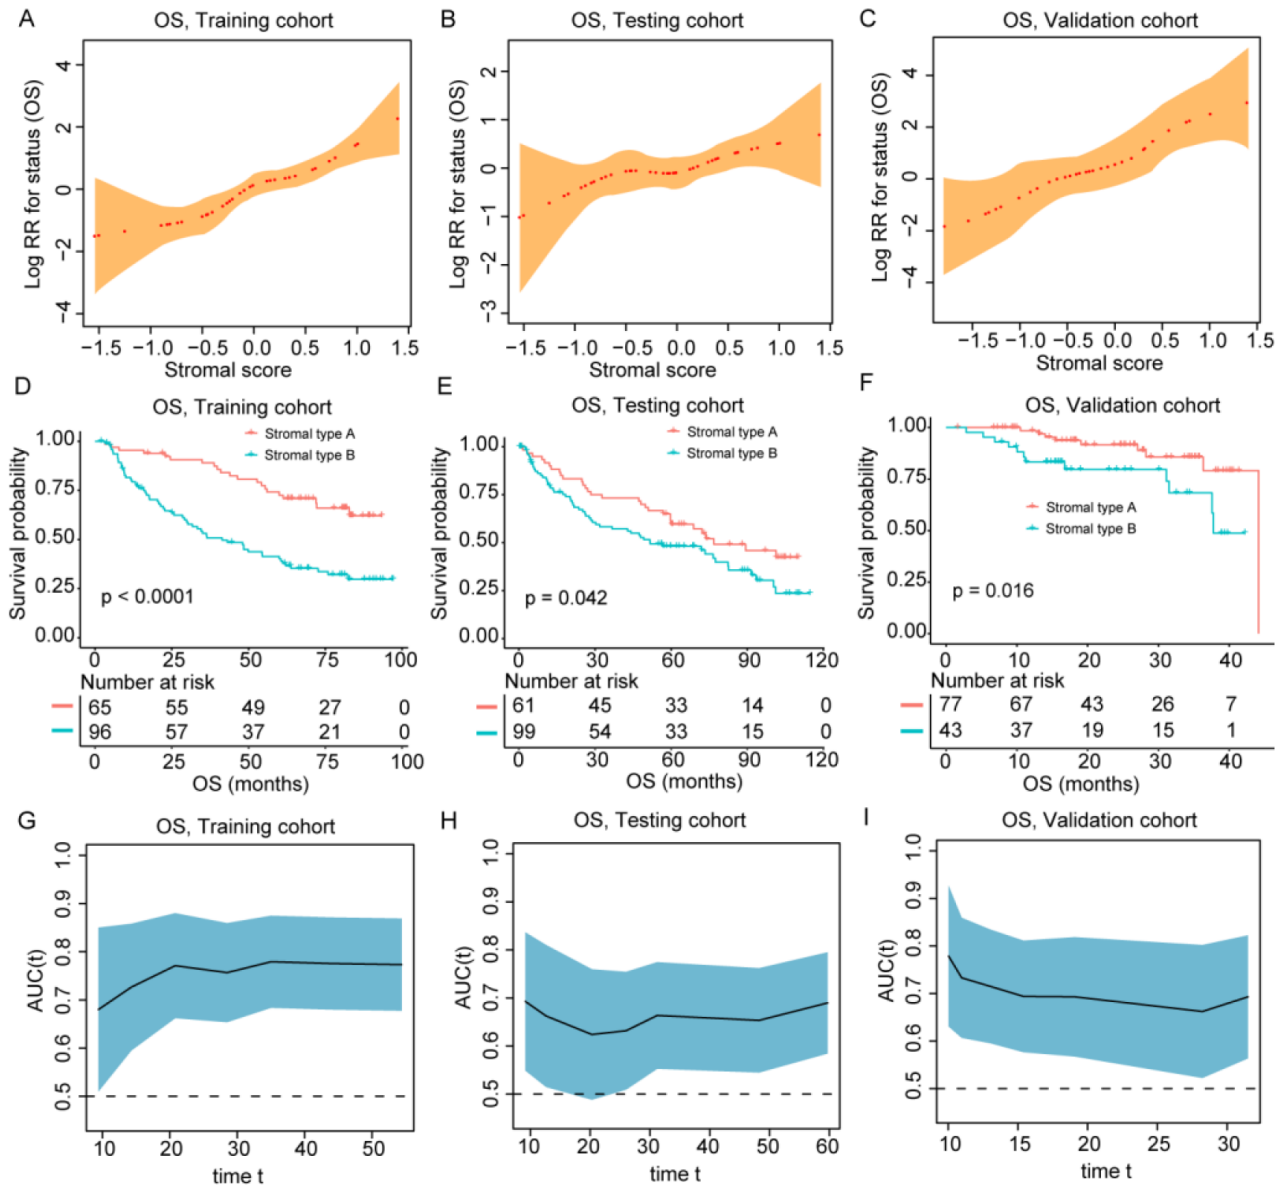 A OS, Training cohort
Log RR for status (OS)
4
2
0
−2
−4
−1.5 −1.0 −0.5 0.0 0.5 1.0 1.5
Stromal score
B OS, Testing cohort
Log RR for status (OS)
2
1
0
−1
−2
−3
−1.5 −1.0 −0.5 0.0 0.5 1.0 1.5
Stromal score
C OS, Validation cohort
Log RR for status (OS)
4
2
0
−2
−4
−1.5 −1.0 −0.5 0.0 0.5 1.0 1.5
Stromal score
D OS, Training cohort
Survival probability
1.00
0.75
0.50
0.25
0.00
Stromal type A
Stromal type B
p < 0.0001
0 25 50 75 100
Number at risk
65 55 49 27 0
96 57 37 21 0
0 25 50 75 100
OS (months)
E OS, Testing cohort
Survival probability
1.00
0.75
0.50
0.25
0.00
Stromal type A
Stromal type B
p = 0.042
0 30 60 90 120
Number at risk
61 45 33 14 0
99 54 33 15 0
0 30 60 90 120
OS (months)
F OS, Validation cohort
Survival probability
1.00
0.75
0.50
0.25
0.00
Stromal type A
Stromal type B
p = 0.016
0 10 20 30 40
Number at risk
77 67 43 26 7
43 37 19 15 1
0 10 20 30 40
OS (months)
G OS, Training cohort
AUC(t)
1.0
0.9
0.8
0.7
0.6
0.5
10 20 30 40 50
time t
H OS, Testing cohort
AUC(t)
1.0
0.9
0.8
0.7
0.6
0.5
10 20 30 40 50 60
time t
I OS, Validation cohort
AUC(t)
1.0
0.9
0.8
0.7
0.6
0.5
10 15 20 25 30
time t